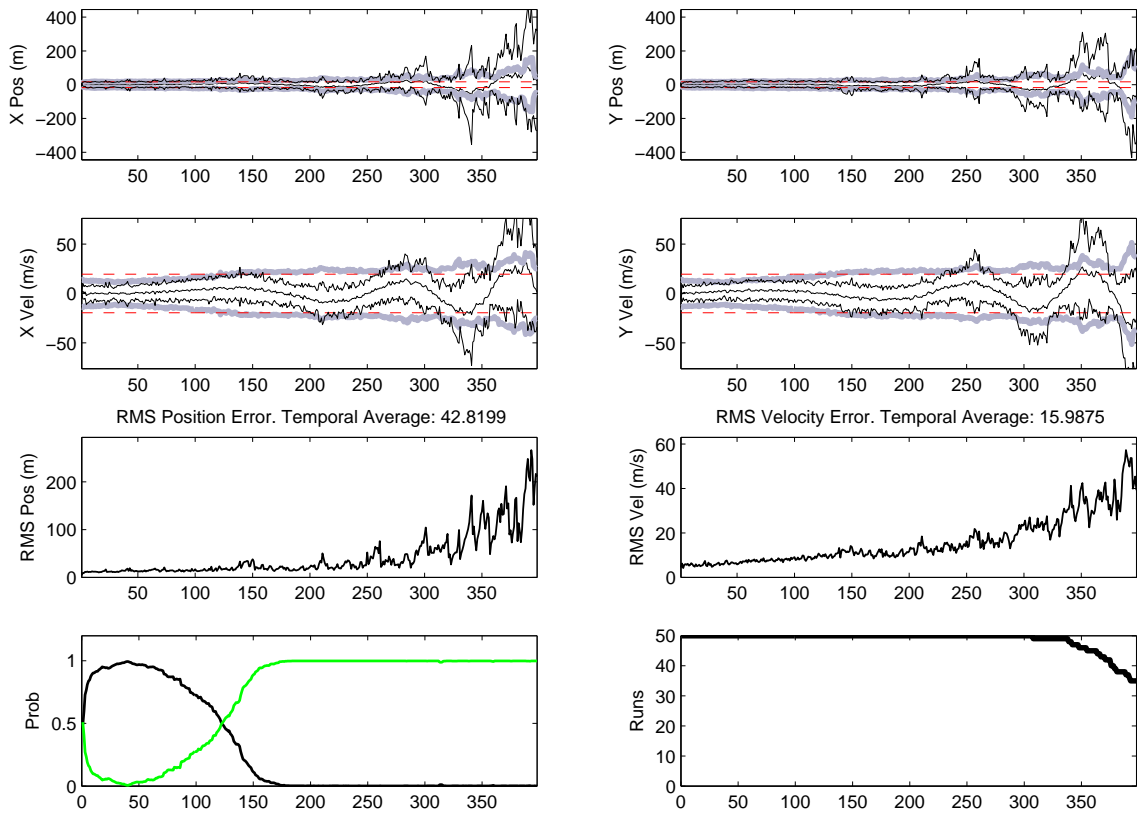 400
200
0
−200
−400
X Pos (m)
50 100 150 200 250 300 350
400
200
0
−200
−400
Y Pos (m)
50 100 150 200 250 300 350
50
0
−50
X Vel (m/s)
50 100 150 200 250 300 350
50
0
−50
Y Vel (m/s)
50 100 150 200 250 300 350
RMS Position Error. Temporal Average: 42.8199
200
100
0
RMS Pos (m)
0 50 100 150 200 250 300 350
RMS Velocity Error. Temporal Average: 15.9875
60
40
20
0
RMS Vel (m/s)
0 50 100 150 200 250 300 350
1
0.5
0
Prob
0 50 100 150 200 250 300 350
50
40
30
20
10
0
Runs
0 50 100 150 200 250 300 350